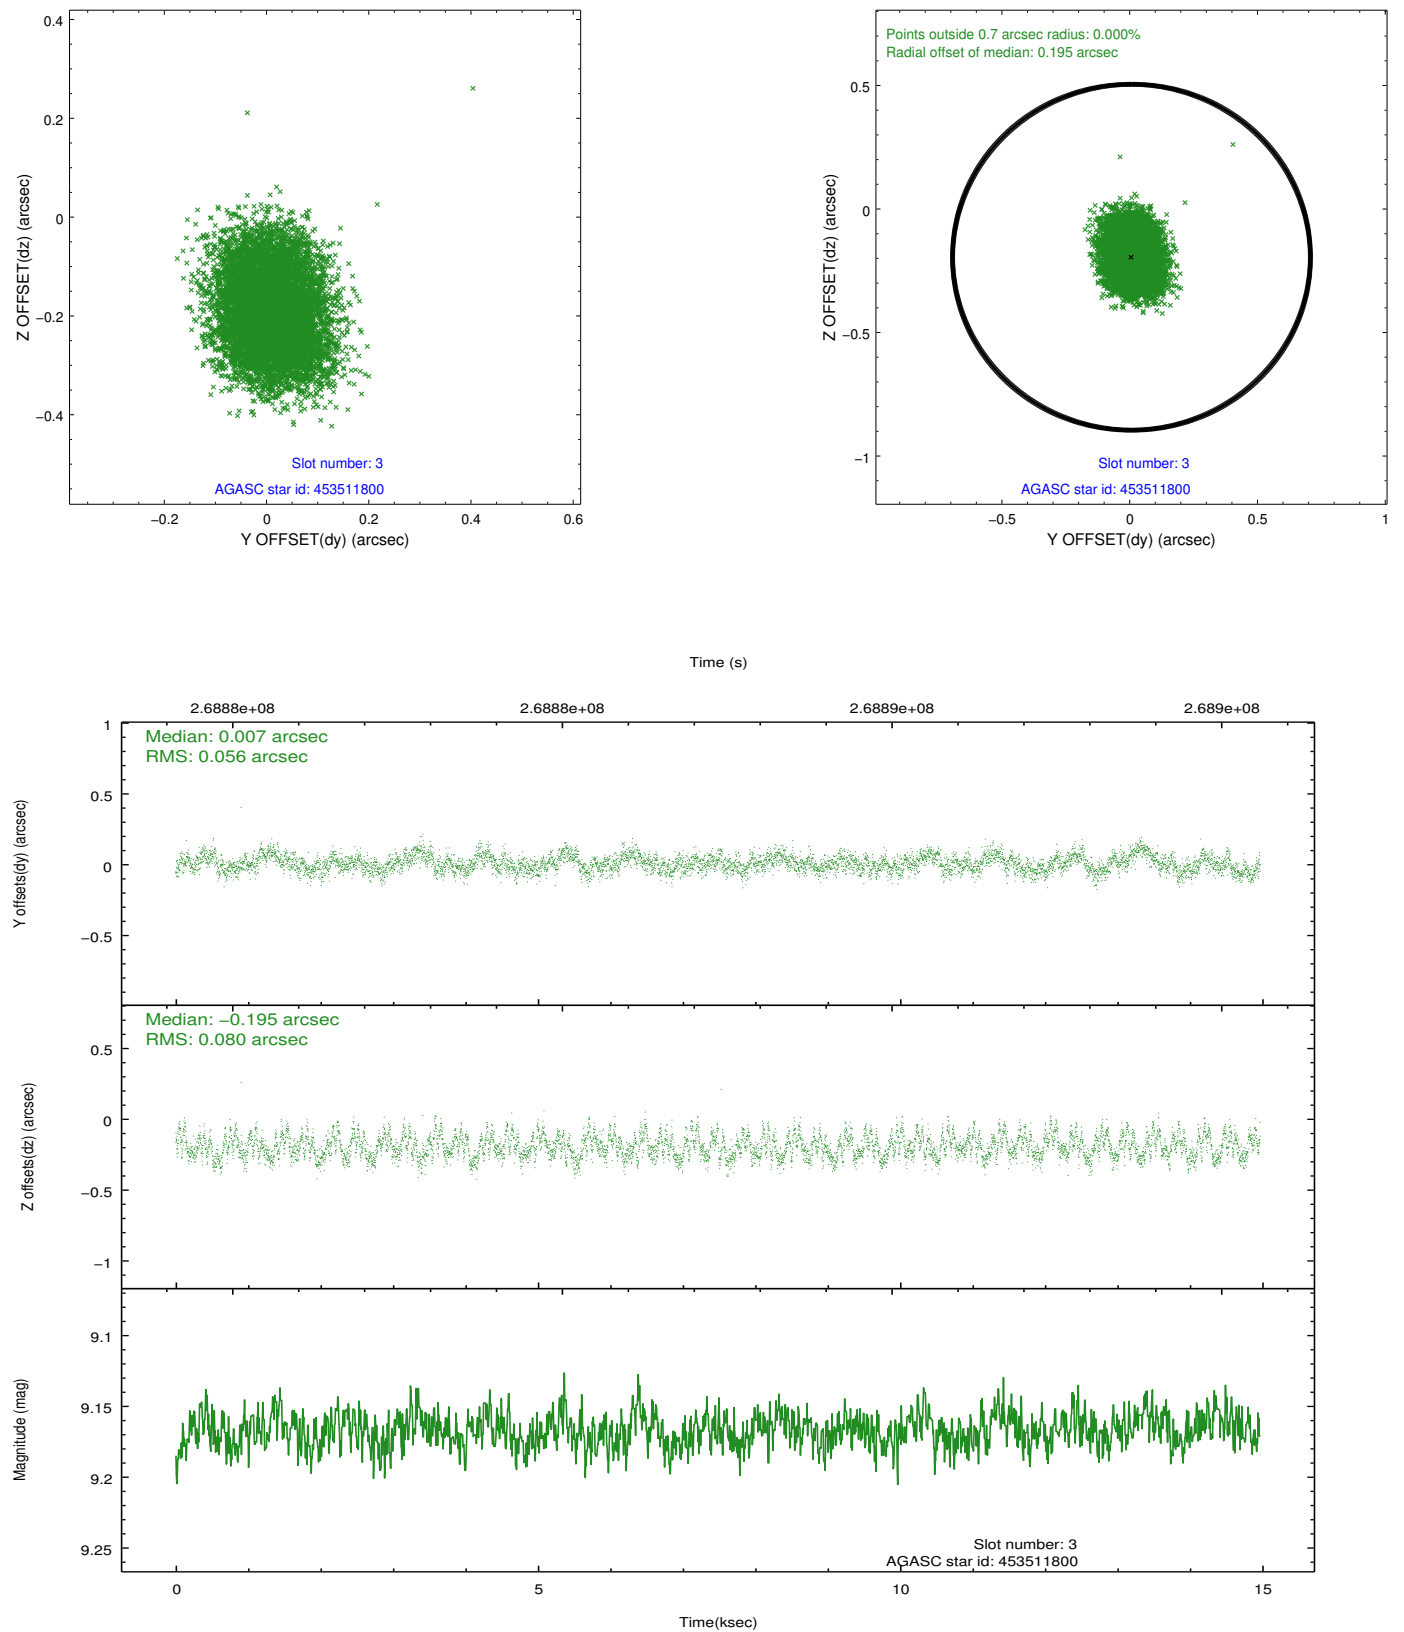 0.4
0.2
0
−0.2
−0.4
Z OFFSET(dz) (arcsec)
Slot number: 3
AGASC star id: 453511800
−0.2
0
0.2
0.4
0.6
Y OFFSET(dy) (arcsec)
Points outside 0.7 arcsec radius: 0.000%
Radial offset of median: 0.195 arcsec
0.5
0
−0.5
−1
Z OFFSET(dz) (arcsec)
Slot number: 3
AGASC star id: 453511800
−0.5
0
0.5
1
Y OFFSET(dy) (arcsec)
Time (s)
2.6888e+08
2.6888e+08
2.6889e+08
2.689e+08
Median: 0.007 arcsec
RMS: 0.056 arcsec
1
0.5
0
−0.5
Y offsets(dy) (arcsec)
Median: −0.195 arcsec
RMS: 0.080 arcsec
0.5
0
−0.5
−1
Z offsets(dz) (arcsec)
9.1
9.15
9.2
9.25
Magnitude (mag)
Slot number: 3
AGASC star id: 453511800
0
5
10
15
Time(ksec)